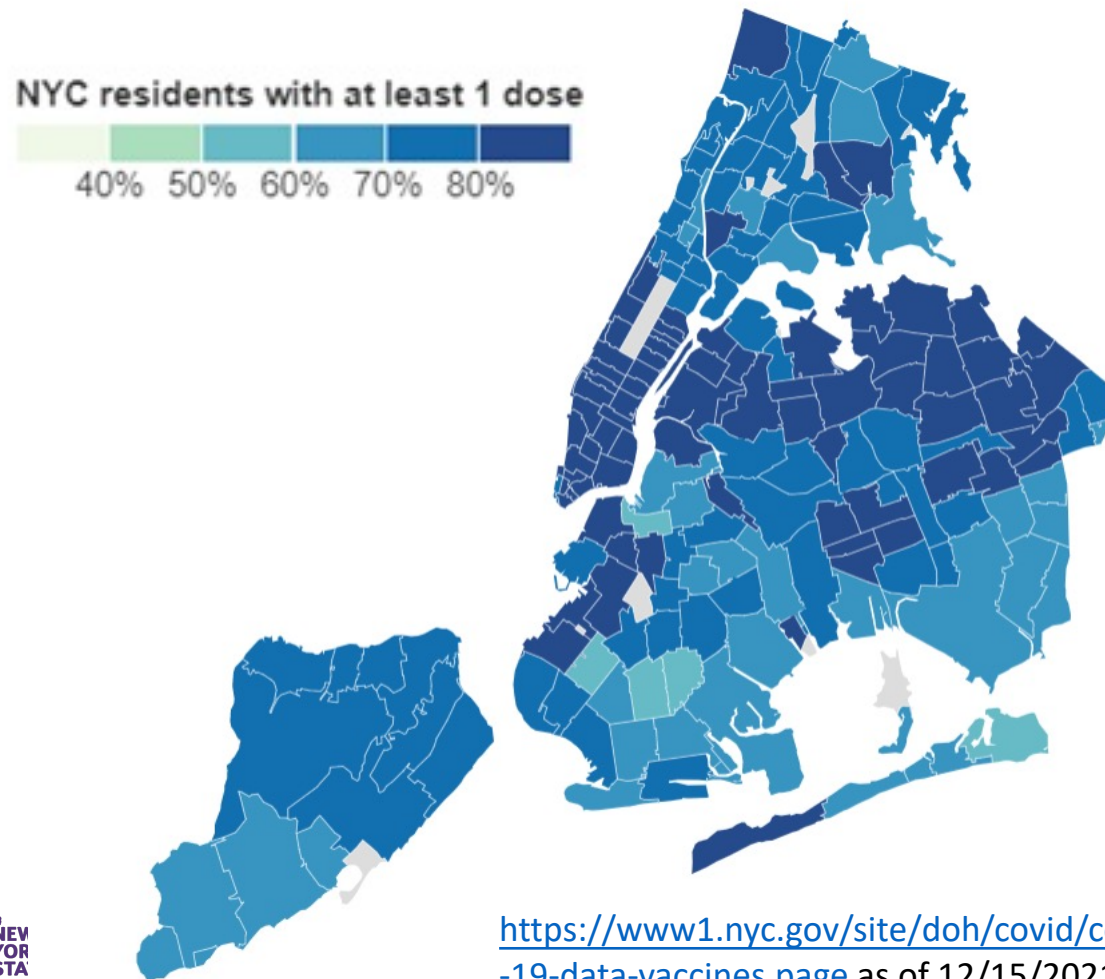 NYC residents with at least 1 dose
40% 50% 60% 70% 80%
https://www1.nyc.gov/site/doh/covid/c
-19-data-vaccines.page as of 12/15/202